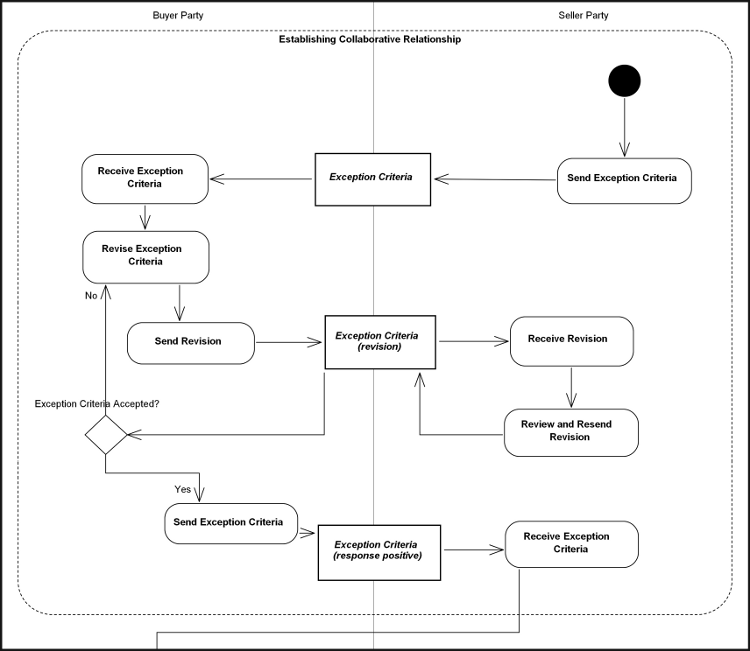 Buyer Party
Seller Party
Establishing Collaborative Relationship
Receive Exception
Criteria
Exception Criteria
Send Exception Criteria
Revise Exception
Criteria
No
Send Revision
Exception Criteria
(revision)
Receive Revision
Exception Criteria Accepted?
Review and Resend
Revision
Yes
Send Exception Criteria
Exception Criteria
(response positive)
Receive Exception
Criteria